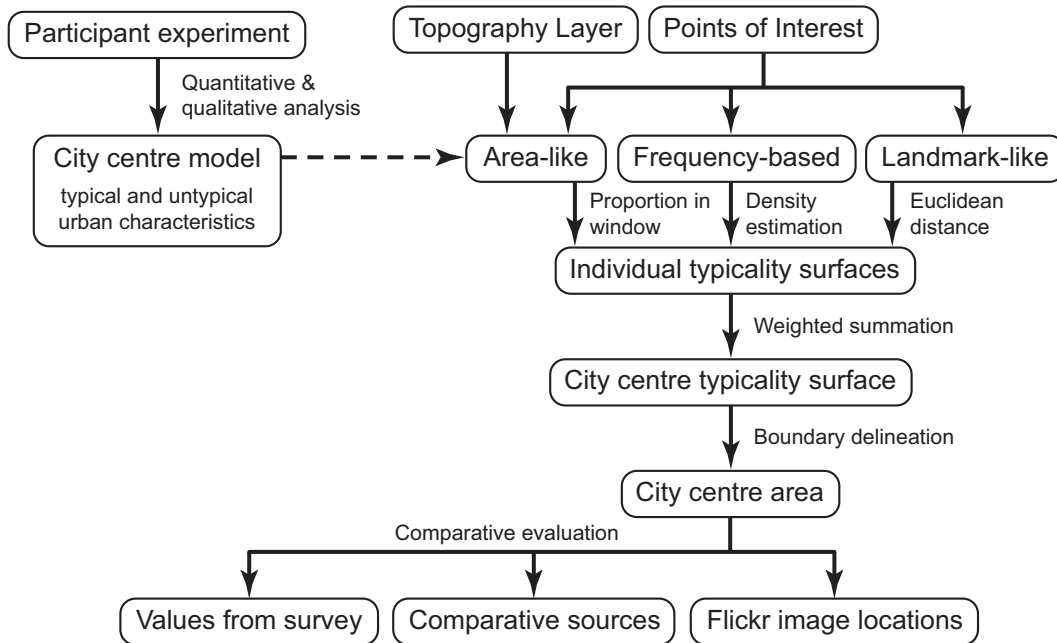 Participant experiment
Topography Layer
Points of Interest
Quantitative &
qualitative analysis
City centre model
typical and untypical
urban characteristics
Area-like
Frequency-based
Landmark-like
Proportion in
window
Density
estimation
Euclidean
distance
Individual typicality surfaces
Weighted summation
City centre typicality surface
Boundary delineation
City centre area
Comparative evaluation
Values from survey
Comparative sources
Flickr image locations